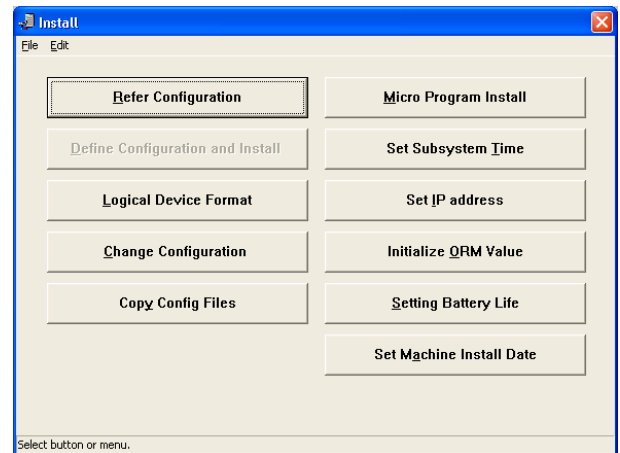 Install
File Edit
Refer Configuration
Micro Program Install
Define Configuration and Install
Set Subsystem Time
Logical Device Format
Set IP address
Change Configuration
Initialize ORM Value
Copy Config Files
Setting Battery Life
Set Machine Install Date
Select button or menu.